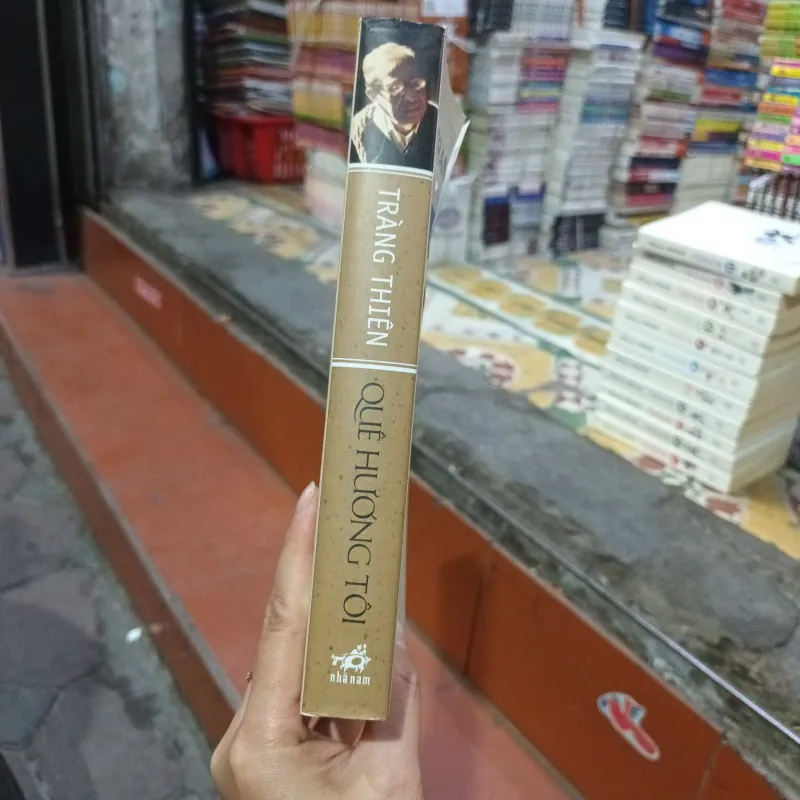 TRÀNG THIÊN
QUÊ HƯƠNG TÔI
nhã nam